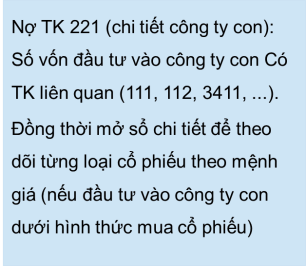 Nợ TK 221 (chi tiết công ty con):
Số vốn đầu tư vào công ty con Có
TK liên quan (111, 112, 3411, ...).
Đồng thời mở sổ chi tiết để theo
dõi từng loại cổ phiếu theo mệnh
giá (nếu đầu tư vào công ty con
dưới hình thức mua cổ phiếu)